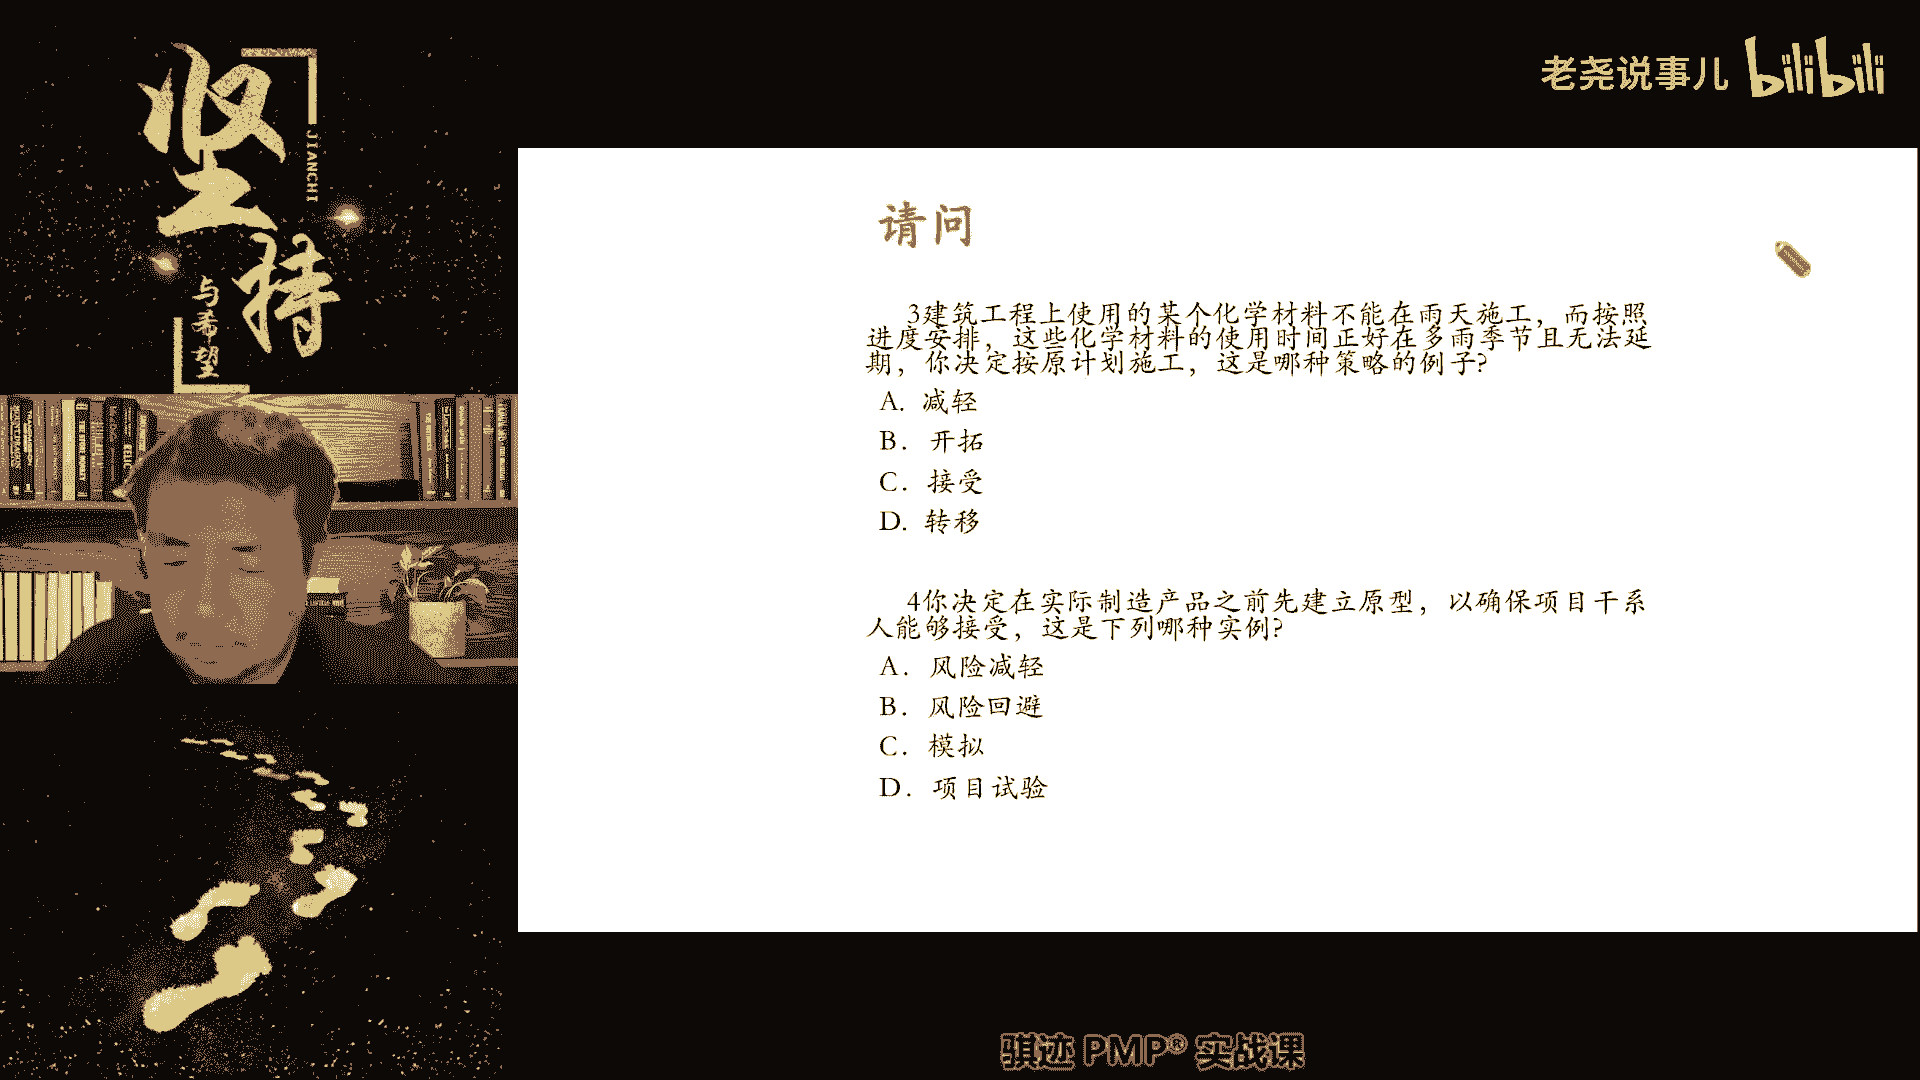 坚持
JIANCHI
与希望
老尧说事儿 bilibili
请问
3建筑工程上使用的某个化学材料不能在雨天施工，而按照
进度安排，这些化学材料的使用时间正好在多雨季节且无法延
期，你决定按原计划施工，这是哪种策略的例子?
A. 减轻
B. 开拓
C. 接受
D. 转移
4你决定在实际制造产品之前先建立原型，以确保项目干系
人能够接受，这是下列哪种实例?
A. 风险减轻
B. 风险回避
C. 模拟
D. 项目试验
骐迹 PMP® 实战课